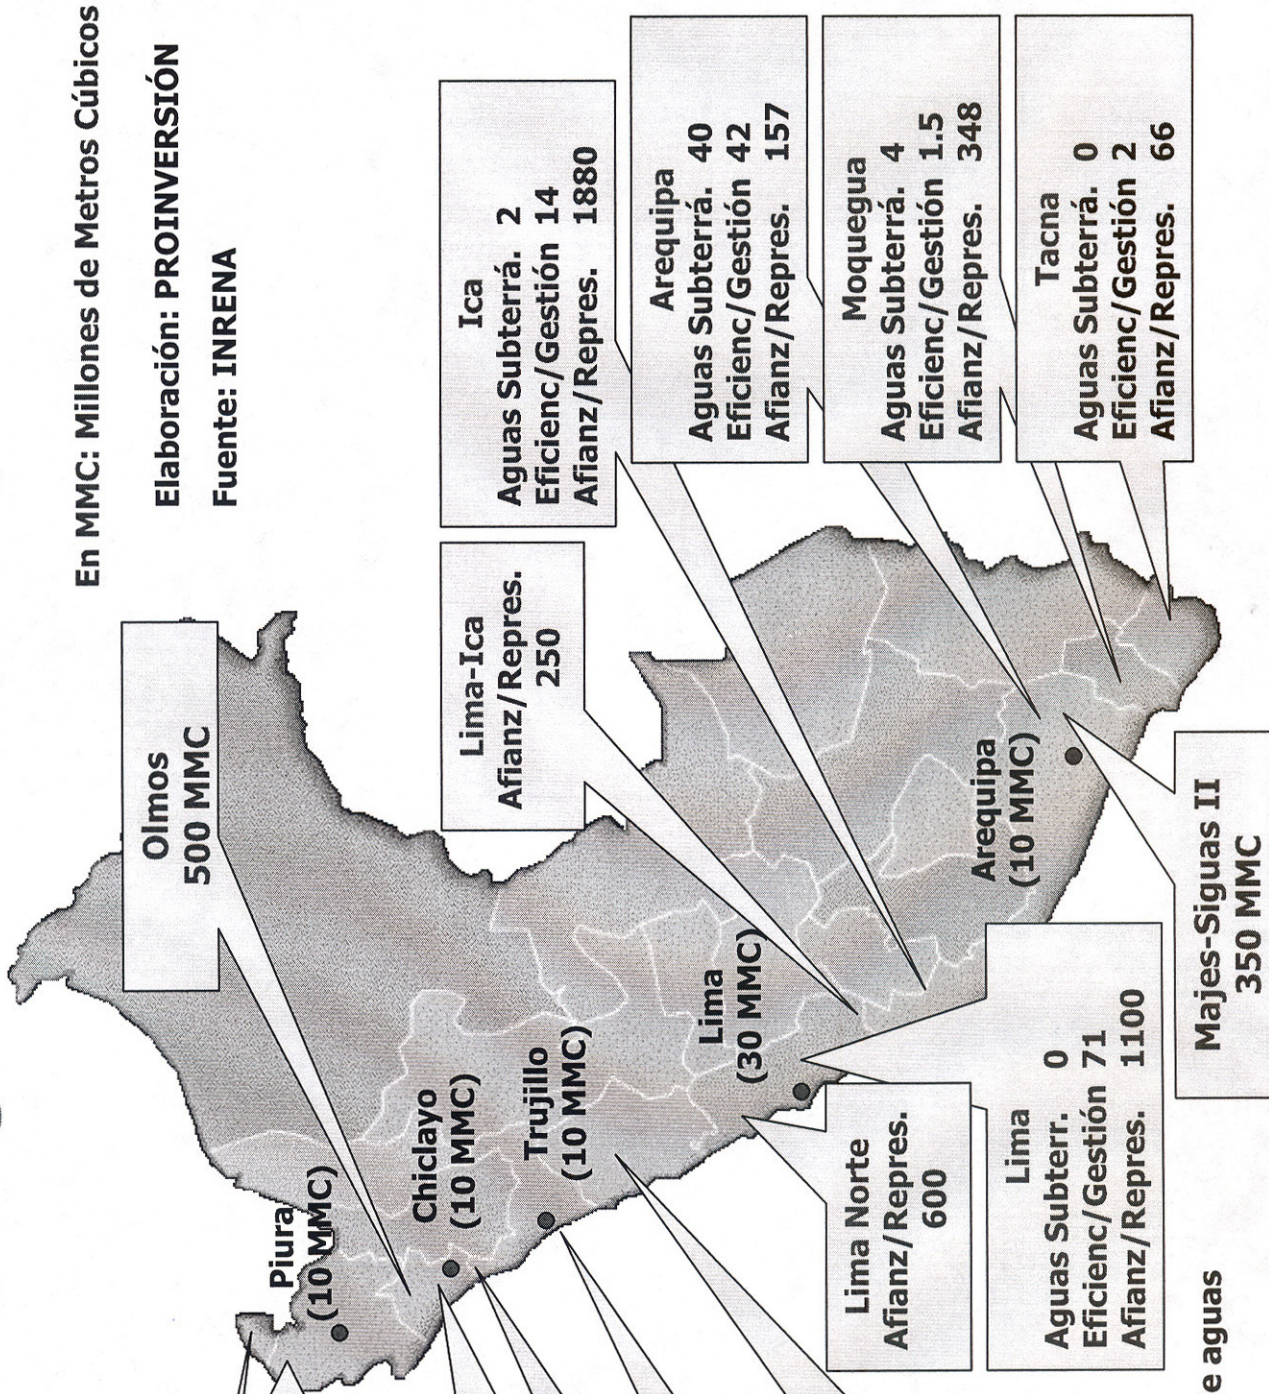 En MMC: Millones de Metros Cúbicos
Elaboración: PROINVERSIÓN
Fuente: INRENA
Olmos
500 MMC
Lima-Ica
Afianz/Repres.
250
Ica
Aguas Subterrá. 2
Eficienc/Gestión 14
Afianz/Repres. 1880
Arequipa
Aguas Subterrá. 40
Eficienc/Gestión 42
Afianz/Repres. 157
Moquegua
Aguas Subterrá. 4
Eficienc/Gestión 1.5
Afianz/Repres. 348
Tacna
Aguas Subterrá. 0
Eficienc/Gestión 2
Afianz/Repres. 66
Piura
(10 MMC)
Chiclayo
(10 MMC)
Trujillo
(10 MMC)
Lima
(30 MMC)
Arequipa
(10 MMC)
Lima Norte
Afianz/Repres.
600
Lima
Aguas Subterr. 0
Eficienc/Gestión 71
Afianz/Repres. 1100
Majes-Siguas II
350 MMC
e aguas